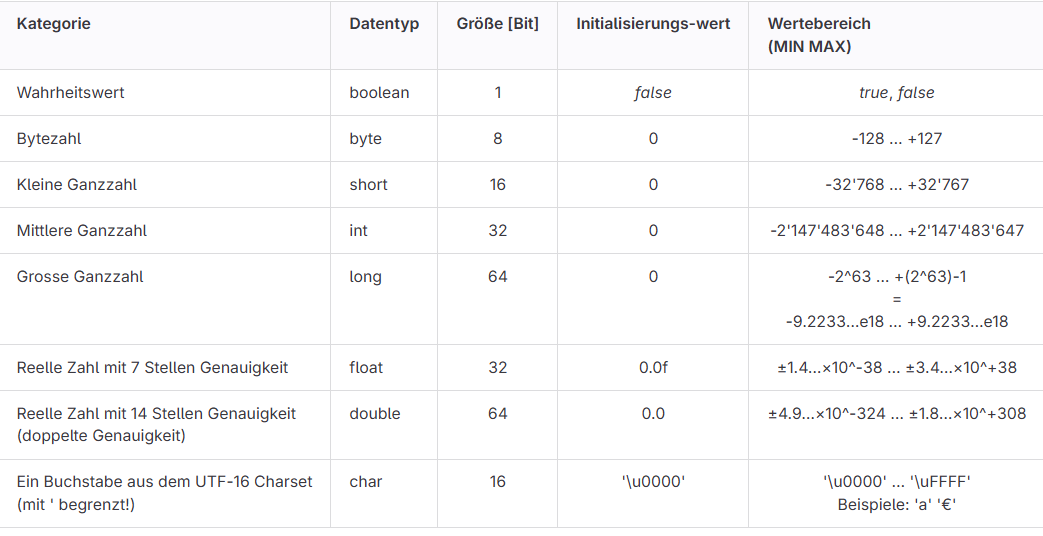 Kategorie Datentyp Größe [Bit] Initialisierungs-wert Wertebereich
(MIN MAX)
Wahrheitswert boolean 1 false true, false
Bytezahl byte 8 0 -128 ... +127
Kleine Ganzzahl short 16 0 -32'768 ... +32'767
Mittlere Ganzzahl int 32 0 -2'147'483'648 ... +2'147'483'647
Grosse Ganzzahl long 64 0 -2^63 ... +(2^63)-1
=
-9.2233...e18 ... +9.2233...e18
Reelle Zahl mit 7 Stellen Genauigkeit float 32 0.0f ±1.4...×10^-38 ... ±3.4...×10^+38
Reelle Zahl mit 14 Stellen Genauigkeit double 64 0.0 ±4.9...×10^-324 ... ±1.8...×10^+308
(doppelte Genauigkeit)
Ein Buchstabe aus dem UTF-16 Charset char 16 '\u0000' '\u0000' ... '\uFFFF'
(mit ' begrenzt!) Beispiele: 'a' '€'